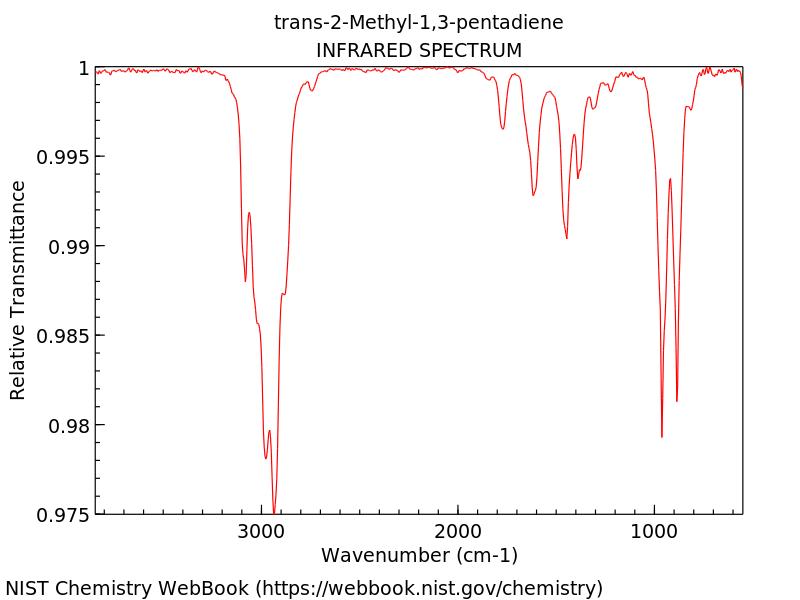 trans-2-Methyl-1,3-pentadiene
INFRARED SPECTRUM
1
0.995
0.99
0.985
0.98
0.975
Relative Transmittance
3000 2000 1000
Wavenumber (cm-1)
NIST Chemistry WebBook (https://webbook.nist.gov/chemistry)